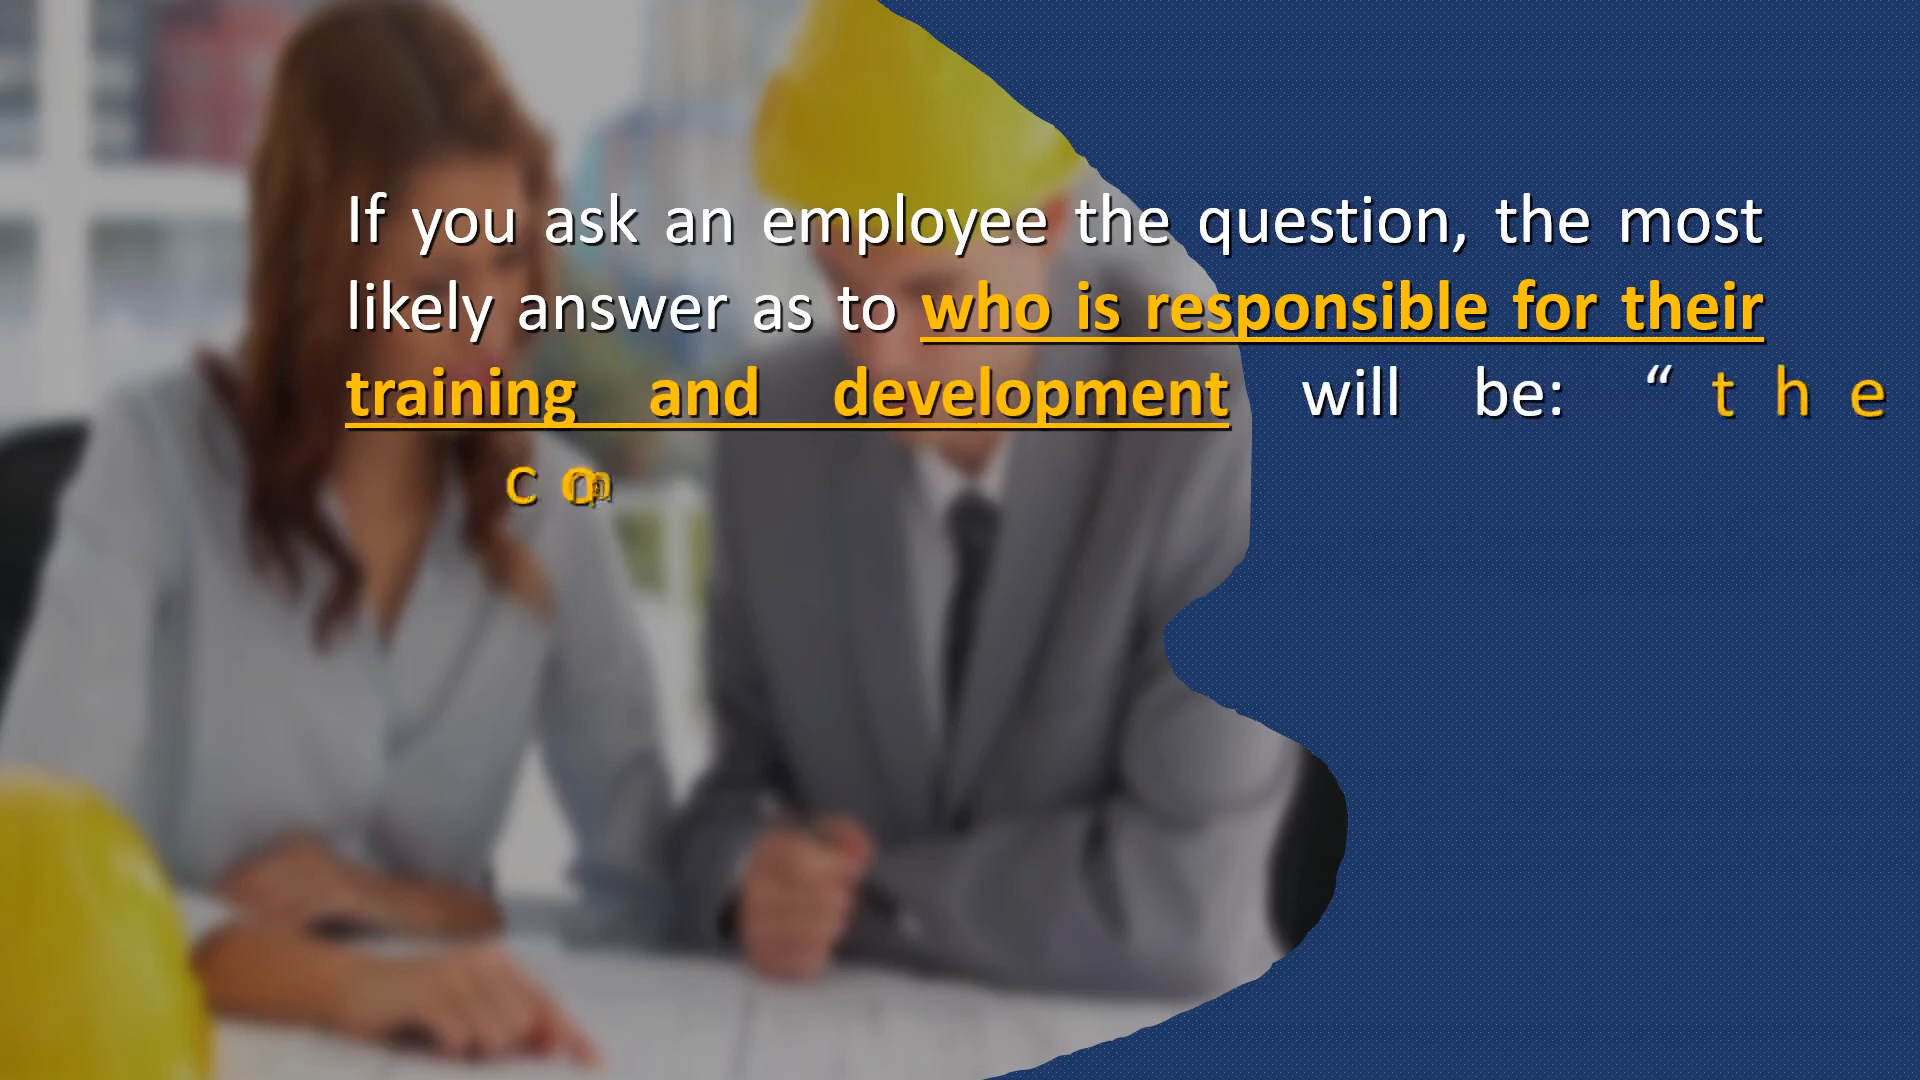 If you ask an employee the question, the most
likely answer as to who is responsible for their
training and development will be: “ t h e
c o